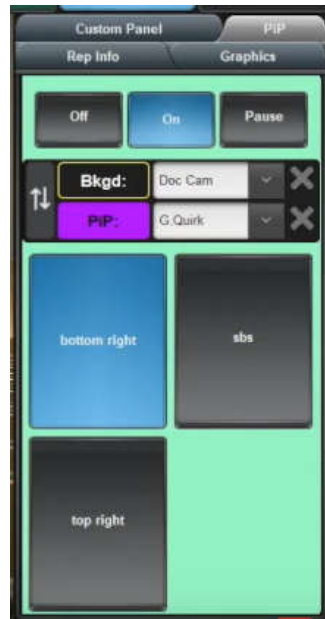 Custom Panel PiP
Rep Info Graphics
Off On Pause
Bkgd: Doc Cam
PiP: G.Quirk
bottom right sbs
top right